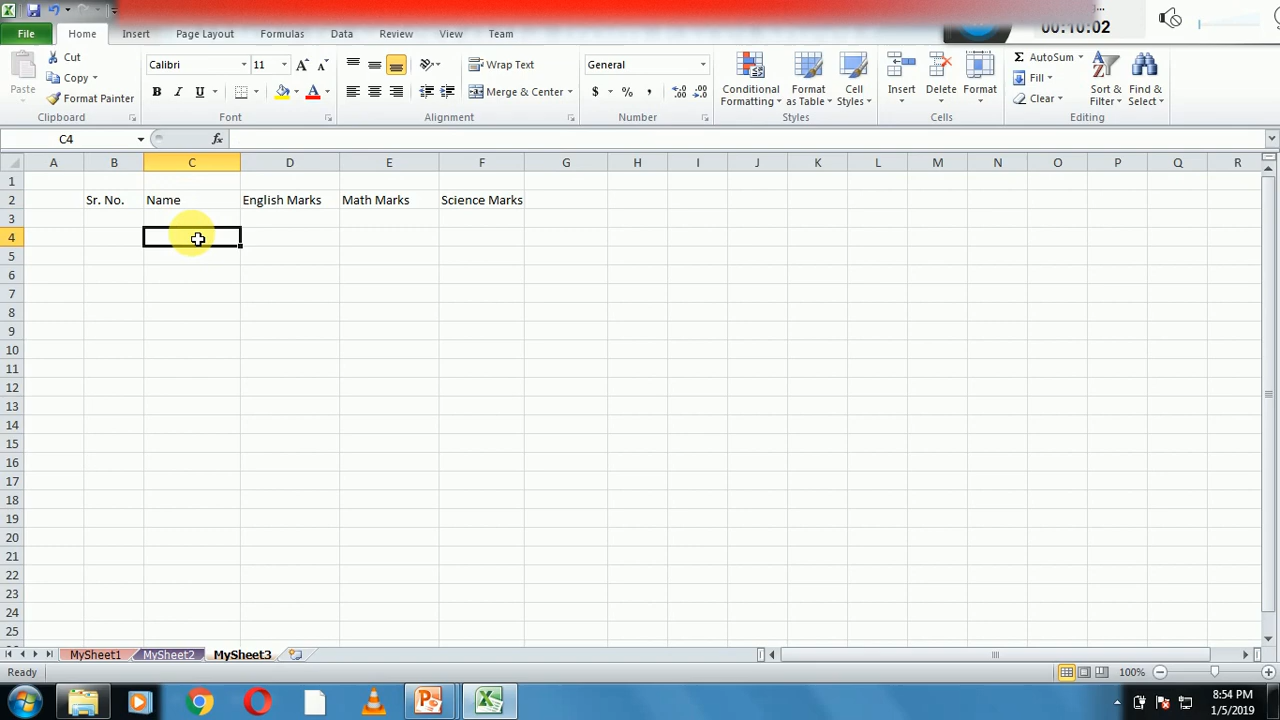 00:10:02
File Home Insert Page Layout Formulas Data Review View Team
Cut
Copy
Format Painter
Paste
Clipboard
Calibri 11
B I U A
Font
Wrap Text
Merge & Center
Alignment
General
$ % ,
Number
Conditional Formatting
Format as Table
Cell Styles
Styles
Insert Delete Format
Cells
Σ AutoSum
Fill
Clear
Sort & Filter
Find & Select
Editing
C4 fx
A B C D E F G H I J K L M N O P Q R
1
2 Sr. No. Name English Marks Math Marks Science Marks
3
4
5
6
7
8
9
10
11
12
13
14
15
16
17
18
19
20
21
22
23
24
25
MySheet1 MySheet2 MySheet3
Ready 100%
8:54 PM
1/5/2019